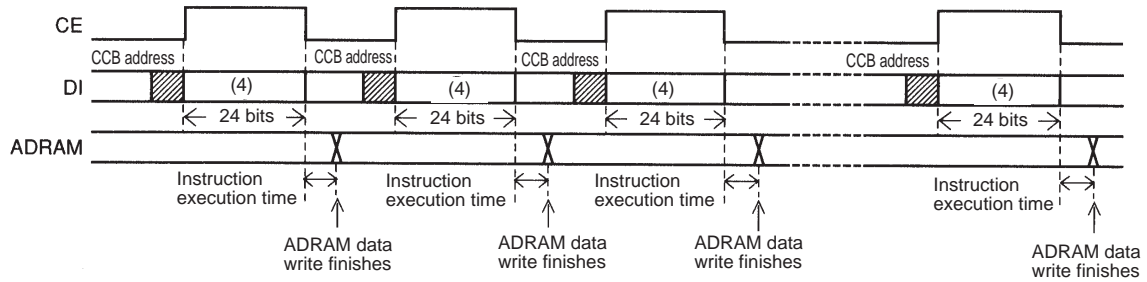 CE
CCB address CCB address CCB address CCB address
DI (4) (4) (4) (4)
24 bits 24 bits 24 bits 24 bits
ADRAM
Instruction execution time
Instruction execution time
Instruction execution time
Instruction execution time
ADRAM data write finishes
ADRAM data write finishes
ADRAM data write finishes
ADRAM data write finishes